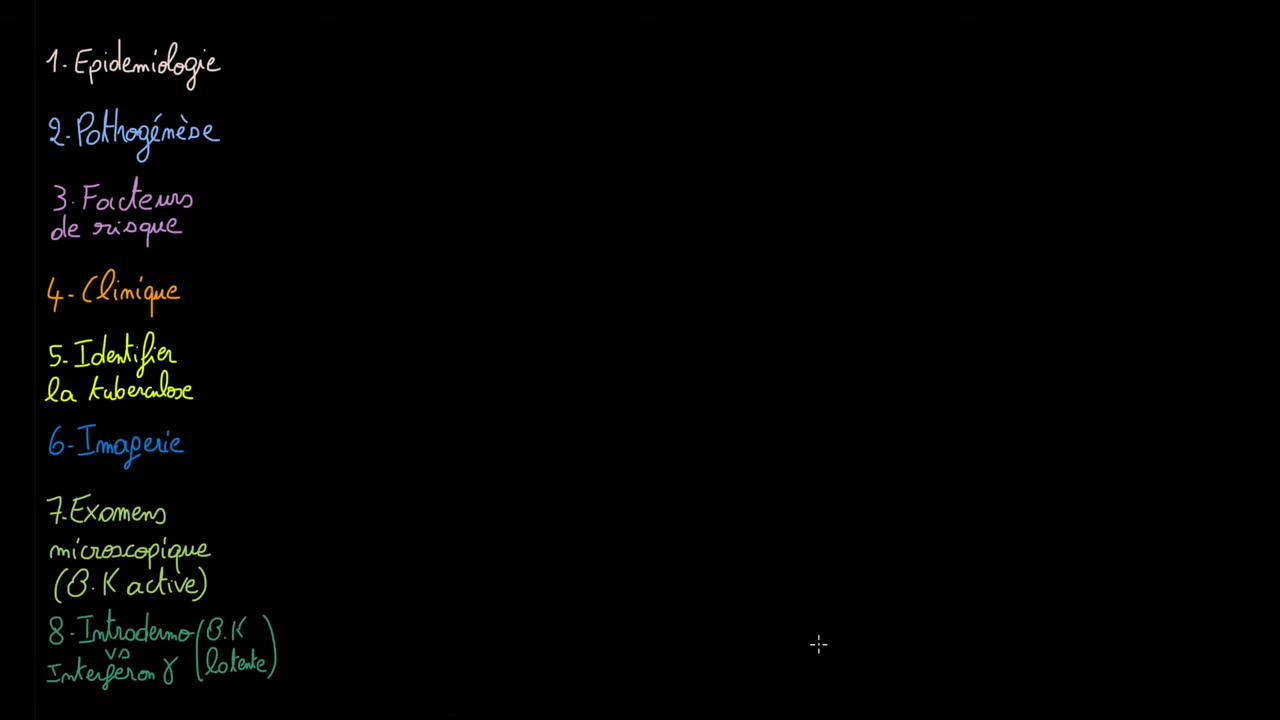 1. Epidemiologie
2. Pathogénèse
3. Facteurs
de risque
4. Clinique
5. Identifier
la tuberculose
6. Imagerie
7. Examens
microscopique
(B.K active)
8. Intradermo (B.K
vs
Interféron γ latente)